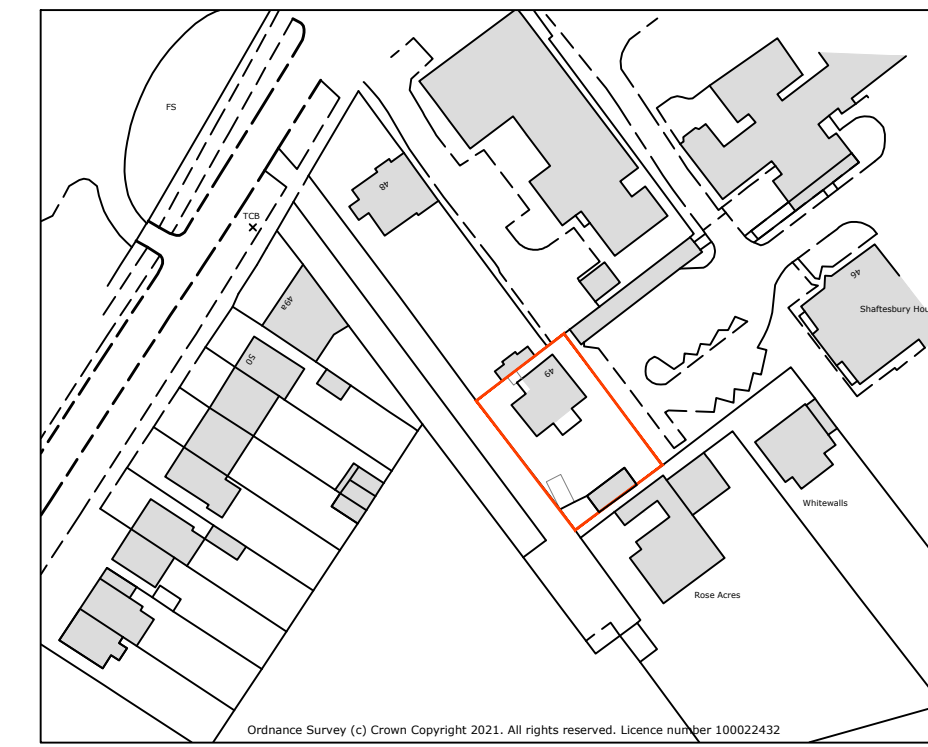 FS
TCB
48
49a
50
49
46
Shaftesbury Hou
Whitewalls
Rose Acres
Ordnance Survey (c) Crown Copyright 2021. All rights reserved. Licence number 100022432